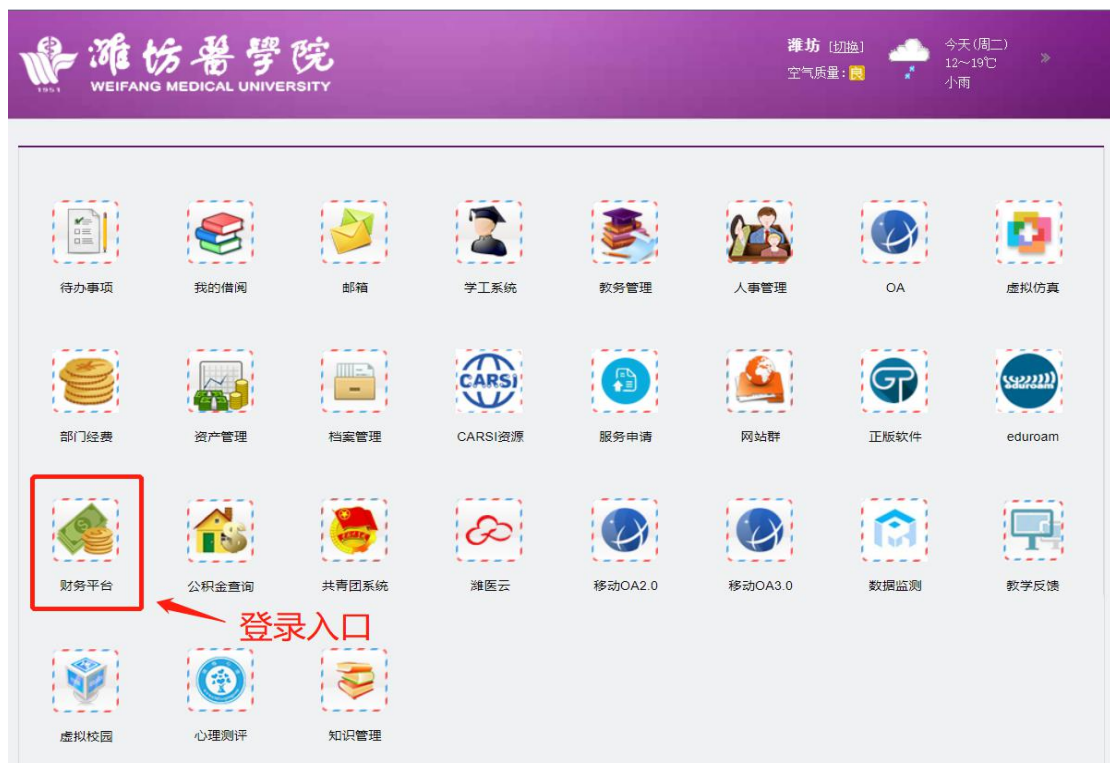 潍坊醫學院
WEIFANG MEDICAL UNIVERSITY
1951
潍坊 [切换]
空气质量：良
今天(周二)
12～19℃
小雨
»
待办事项 我的借阅 邮箱 学工系统 教务管理 人事管理 OA 虚拟仿真
CARSI
eduroam
部门经费 资产管理 档案管理 CARSI资源 服务申请 网站群 正版软件 eduroam
财务平台 公积金查询 共青团系统 潍医云 移动OA2.0 移动OA3.0 数据监测 教学反馈
登录入口
虚拟校园 心理测评 知识管理